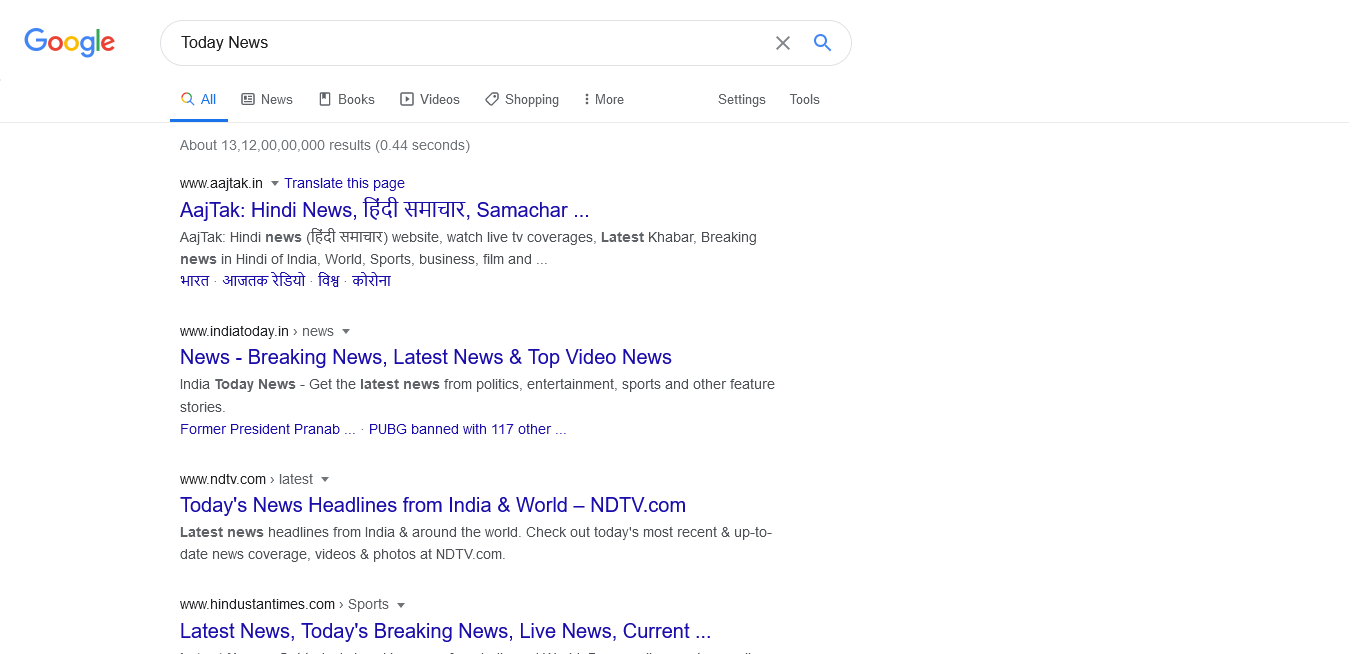 Google
Today News
All News Books Videos Shopping More Settings Tools
About 13,12,00,00,000 results (0.44 seconds)
www.aajtak.in Translate this page
AajTak: Hindi News, हिंदी समाचार, Samachar ...
AajTak: Hindi news (हिंदी समाचार) website, watch live tv coverages, Latest Khabar, Breaking
news in Hindi of India, World, Sports, business, film and ...
भारत · आजतक रेडियो · विश्व · कोरोना
www.indiatoday.in › news
News - Breaking News, Latest News & Top Video News
India Today News - Get the latest news from politics, entertainment, sports and other feature
stories.
Former President Pranab ... · PUBG banned with 117 other ...
www.ndtv.com › latest
Today's News Headlines from India & World – NDTV.com
Latest news headlines from India & around the world. Check out today's most recent & up-to-
date news coverage, videos & photos at NDTV.com.
www.hindustantimes.com › Sports
Latest News, Today's Breaking News, Live News, Current ...